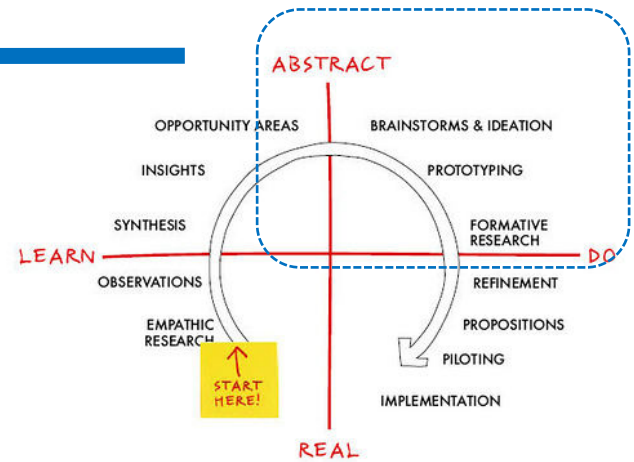 ABSTRACT
OPPORTUNITY AREAS
BRAINSTORMS & IDEATION
INSIGHTS
PROTOTYPING
SYNTHESIS
FORMATIVE
RESEARCH
LEARN
DO
OBSERVATIONS
REFINEMENT
EMPATHIC
RESEARCH
PROPOSITIONS
PILOTING
START
HERE!
IMPLEMENTATION
REAL